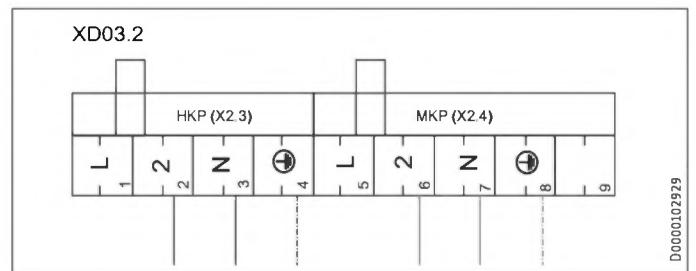 XD03.2
HKP (X2.3) MKP (X2.4)
L 2 N L 2 N
1 2 3 4 5 6 7 8 9
D0000102929